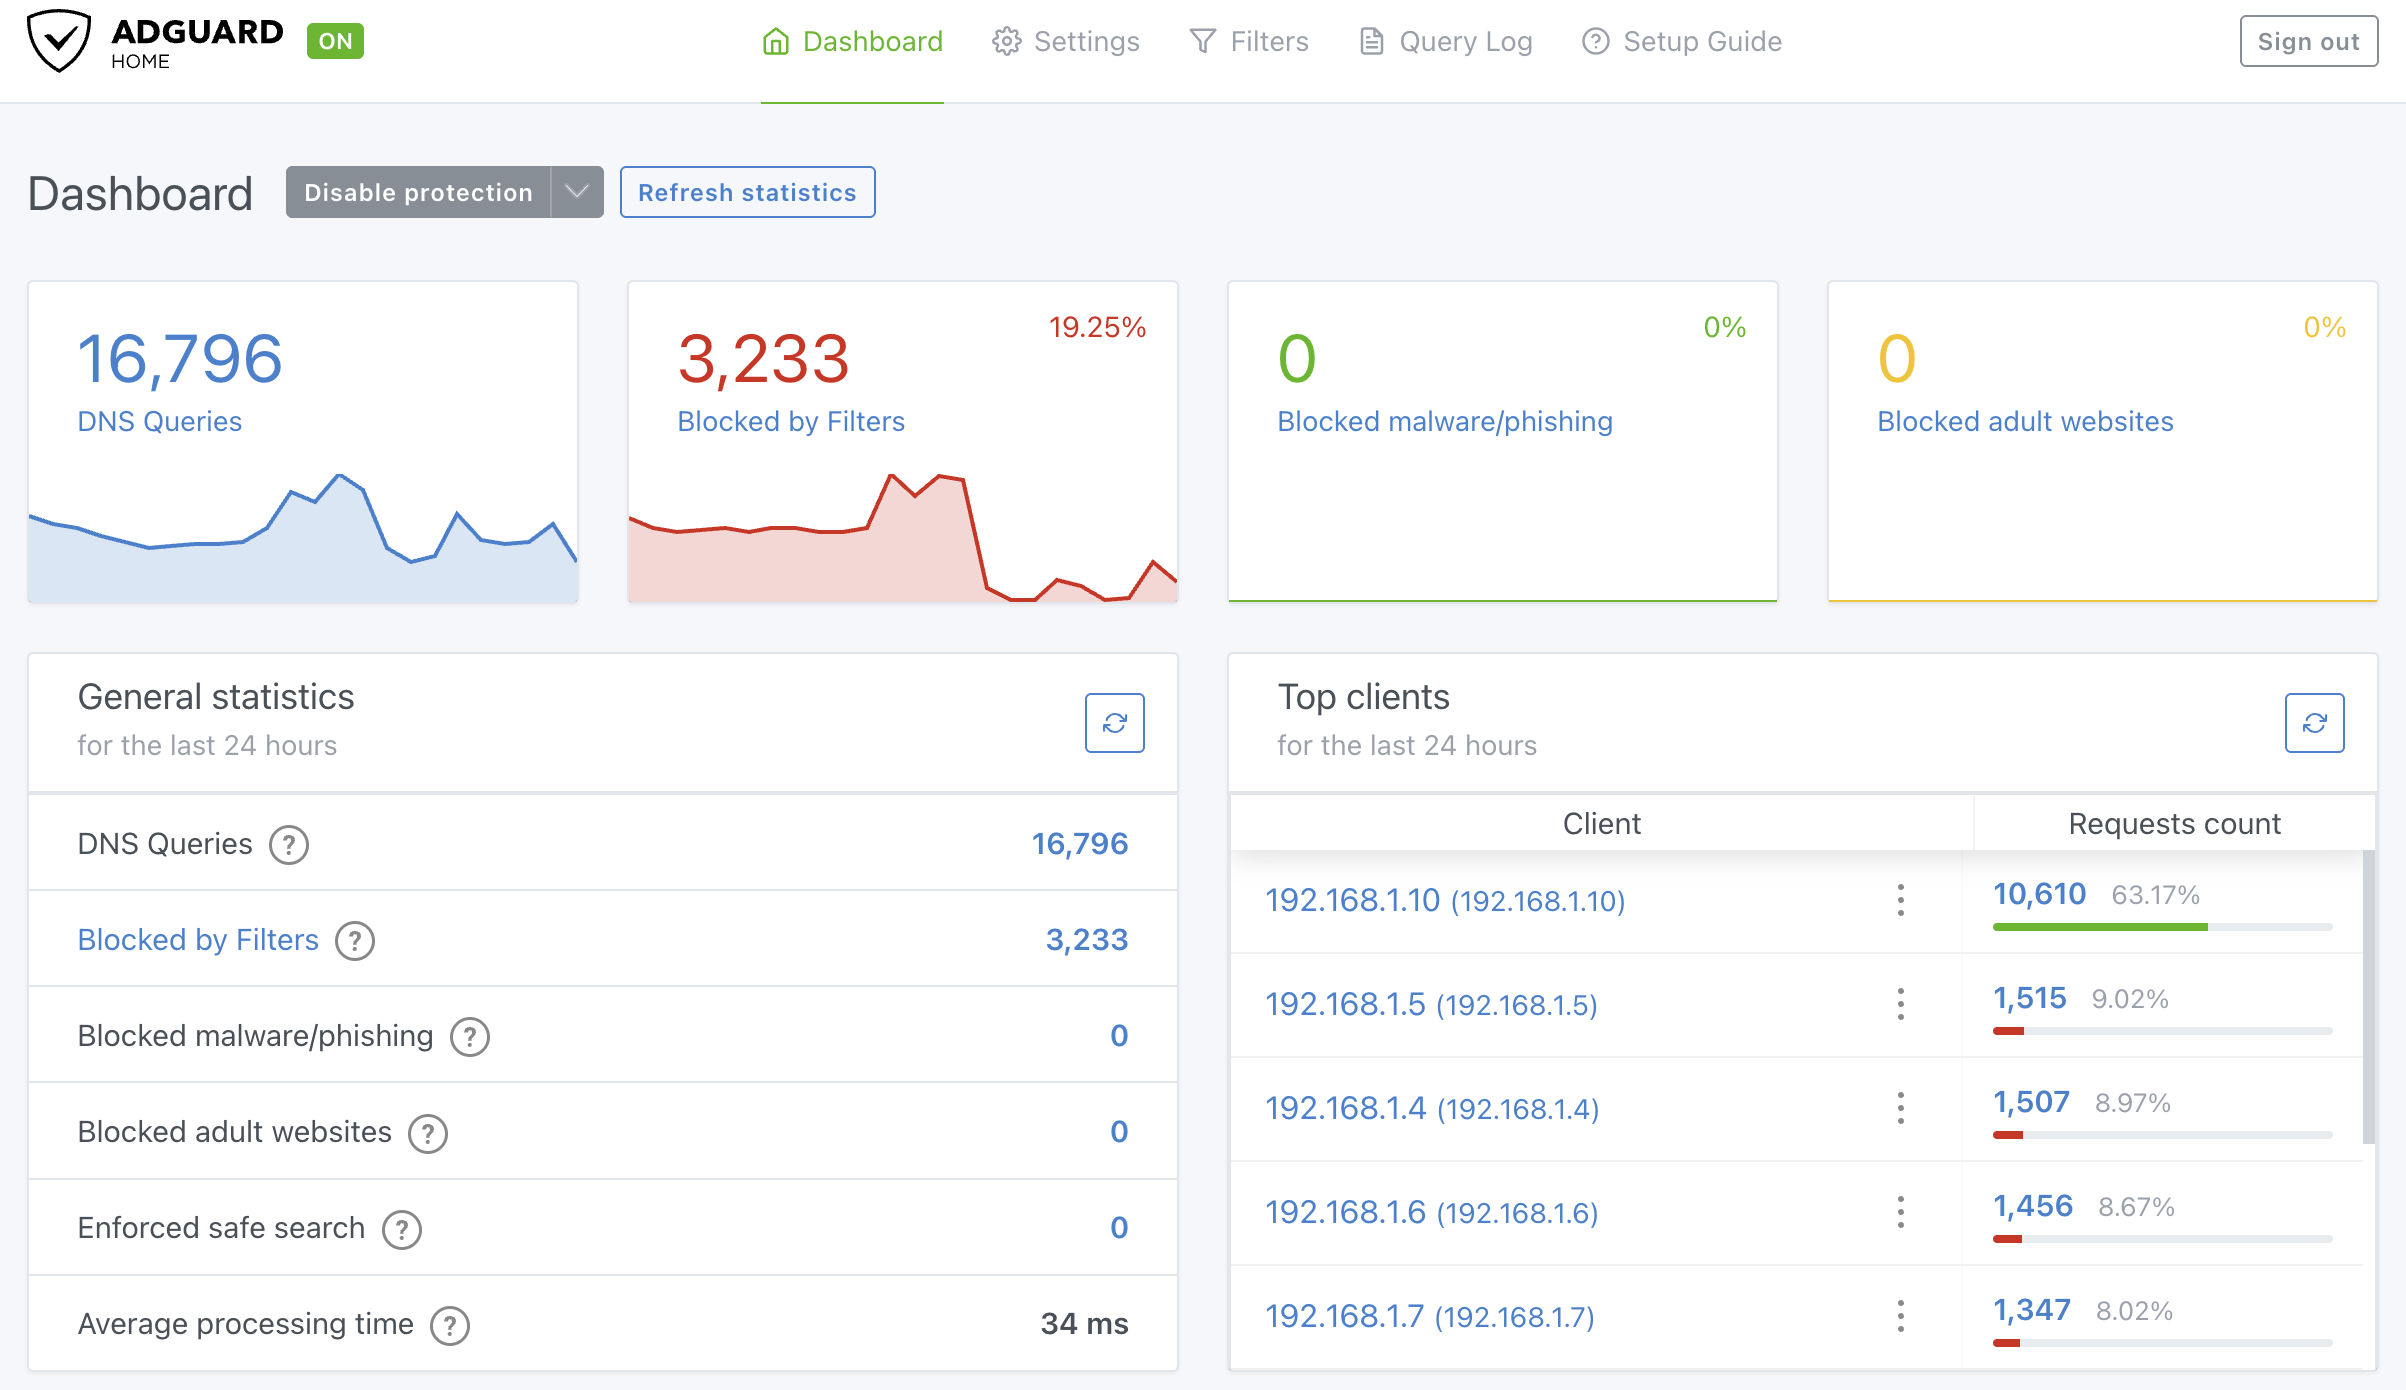 ADGUARD
HOME
ON
Dashboard
Settings
Filters
Query Log
Setup Guide
Sign out
Dashboard
Disable protection
Refresh statistics
16,796
DNS Queries
3,233
19.25%
Blocked by Filters
0
0%
Blocked malware/phishing
0
0%
Blocked adult websites
General statistics
for the last 24 hours
DNS Queries ? 16,796
Blocked by Filters ? 3,233
Blocked malware/phishing ? 0
Blocked adult websites ? 0
Enforced safe search ? 0
Average processing time ? 34 ms
Top clients
for the last 24 hours
Client Requests count
192.168.1.10 (192.168.1.10) 10,610 63.17%
192.168.1.5 (192.168.1.5) 1,515 9.02%
192.168.1.4 (192.168.1.4) 1,507 8.97%
192.168.1.6 (192.168.1.6) 1,456 8.67%
192.168.1.7 (192.168.1.7) 1,347 8.02%